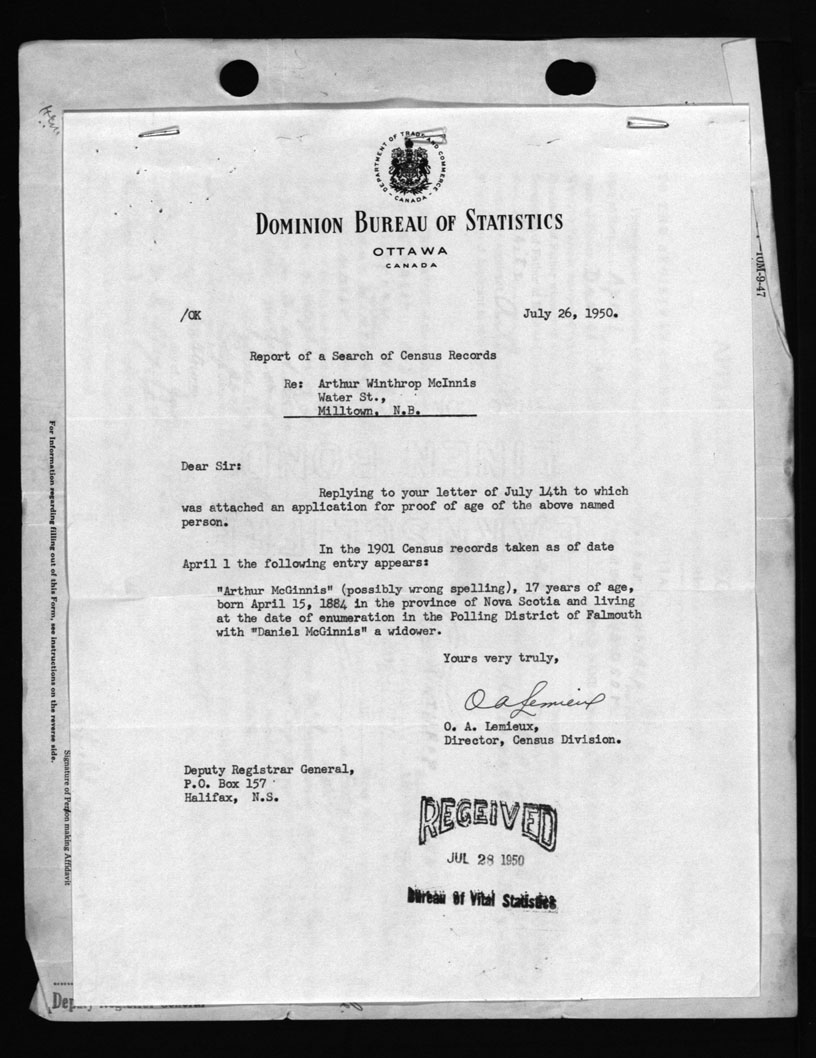 DEPARTMENT OF TRADE AND COMMERCE
- CANADA -
DOMINION BUREAU OF STATISTICS
OTTAWA
CANADA
10M-9-47
/OK July 26, 1950.
Report of a Search of Census Records
Re: Arthur Winthrop McInnis
Water St.,
Milltown, N.B.
Dear Sir:
Replying to your letter of July 14th to which
was attached an application for proof of age of the above named
person.
In the 1901 Census records taken as of date
April 1 the following entry appears:
"Arthur McGinnis" (possibly wrong spelling), 17 years of age,
born April 15, 1884 in the province of Nova Scotia and living
at the date of enumeration in the Polling District of Falmouth
with "Daniel McGinnis" a widower.
Yours very truly,
O A Lemieux
O. A. Lemieux,
Director, Census Division.
Deputy Registrar General,
P.O. Box 157
Halifax, N.S.
RECEIVED
JUL 28 1950
Bureau of Vital Statistics
For Information regarding filling out of this Form, see instructions on the reverse side.
Signature of Person making Affidavit
Deputy Registrar General